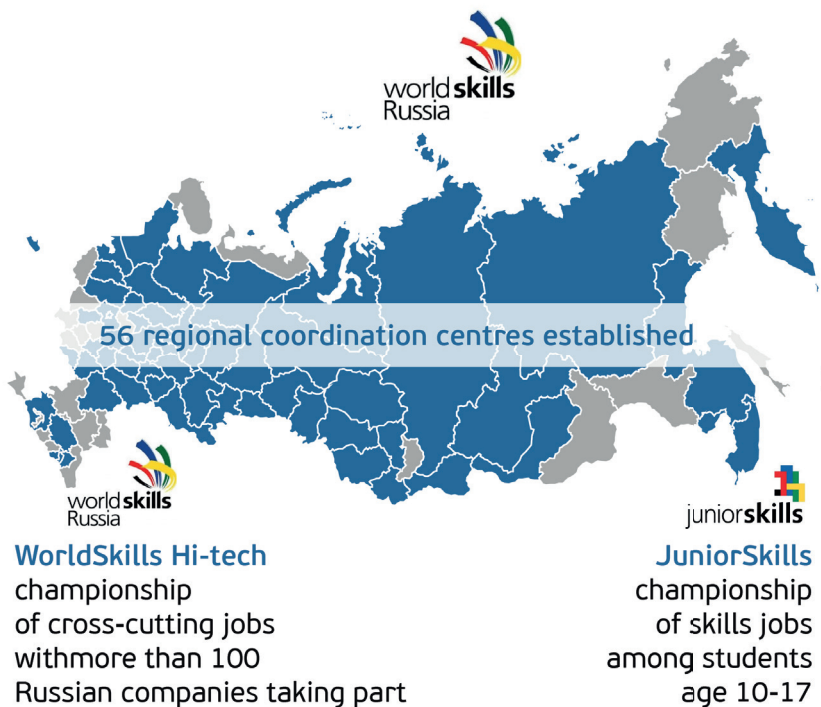 world skills
Russia
56 regional coordination centres established
world skills
Russia
juniorskills
WorldSkills Hi-tech
championship
of cross-cutting jobs
withmore than 100
Russian companies taking part
JuniorSkills
championship
of skills jobs
among students
age 10-17